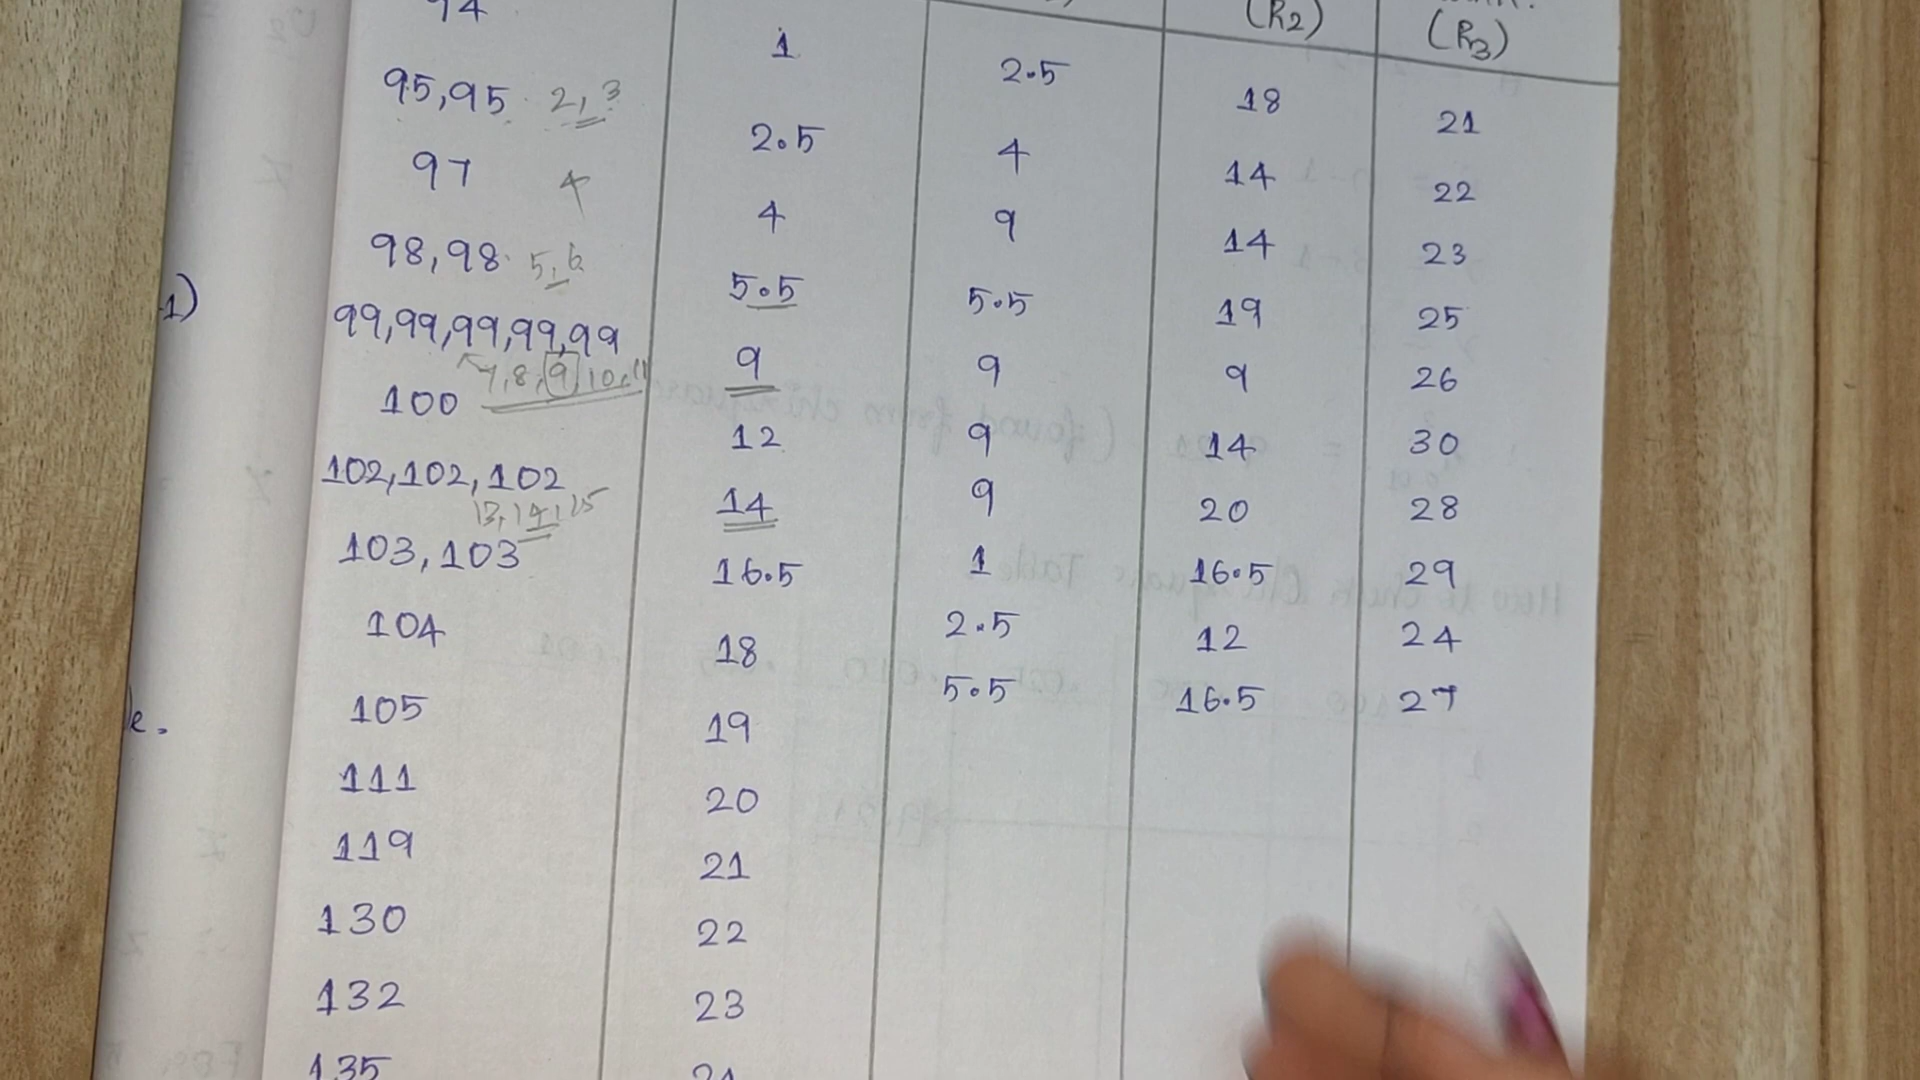 94 1 (R2) (R3)
95,95 2,3 2.5 2.5 18 21
97 4 4 4 14 22
98,98 5,6 5.5 9 14 23
1) 99,99,99,99,99 9 5.5 19 25
7,8,9,10,11
100 12 9 9 26
102,102,102 14 9 14 30
13,14,15
103,103 16.5 9 20 28
104 18 1 16.5 29
105 19 2.5 12 24
111 20 5.5 16.5 27
119 21
130 22
132 23
135